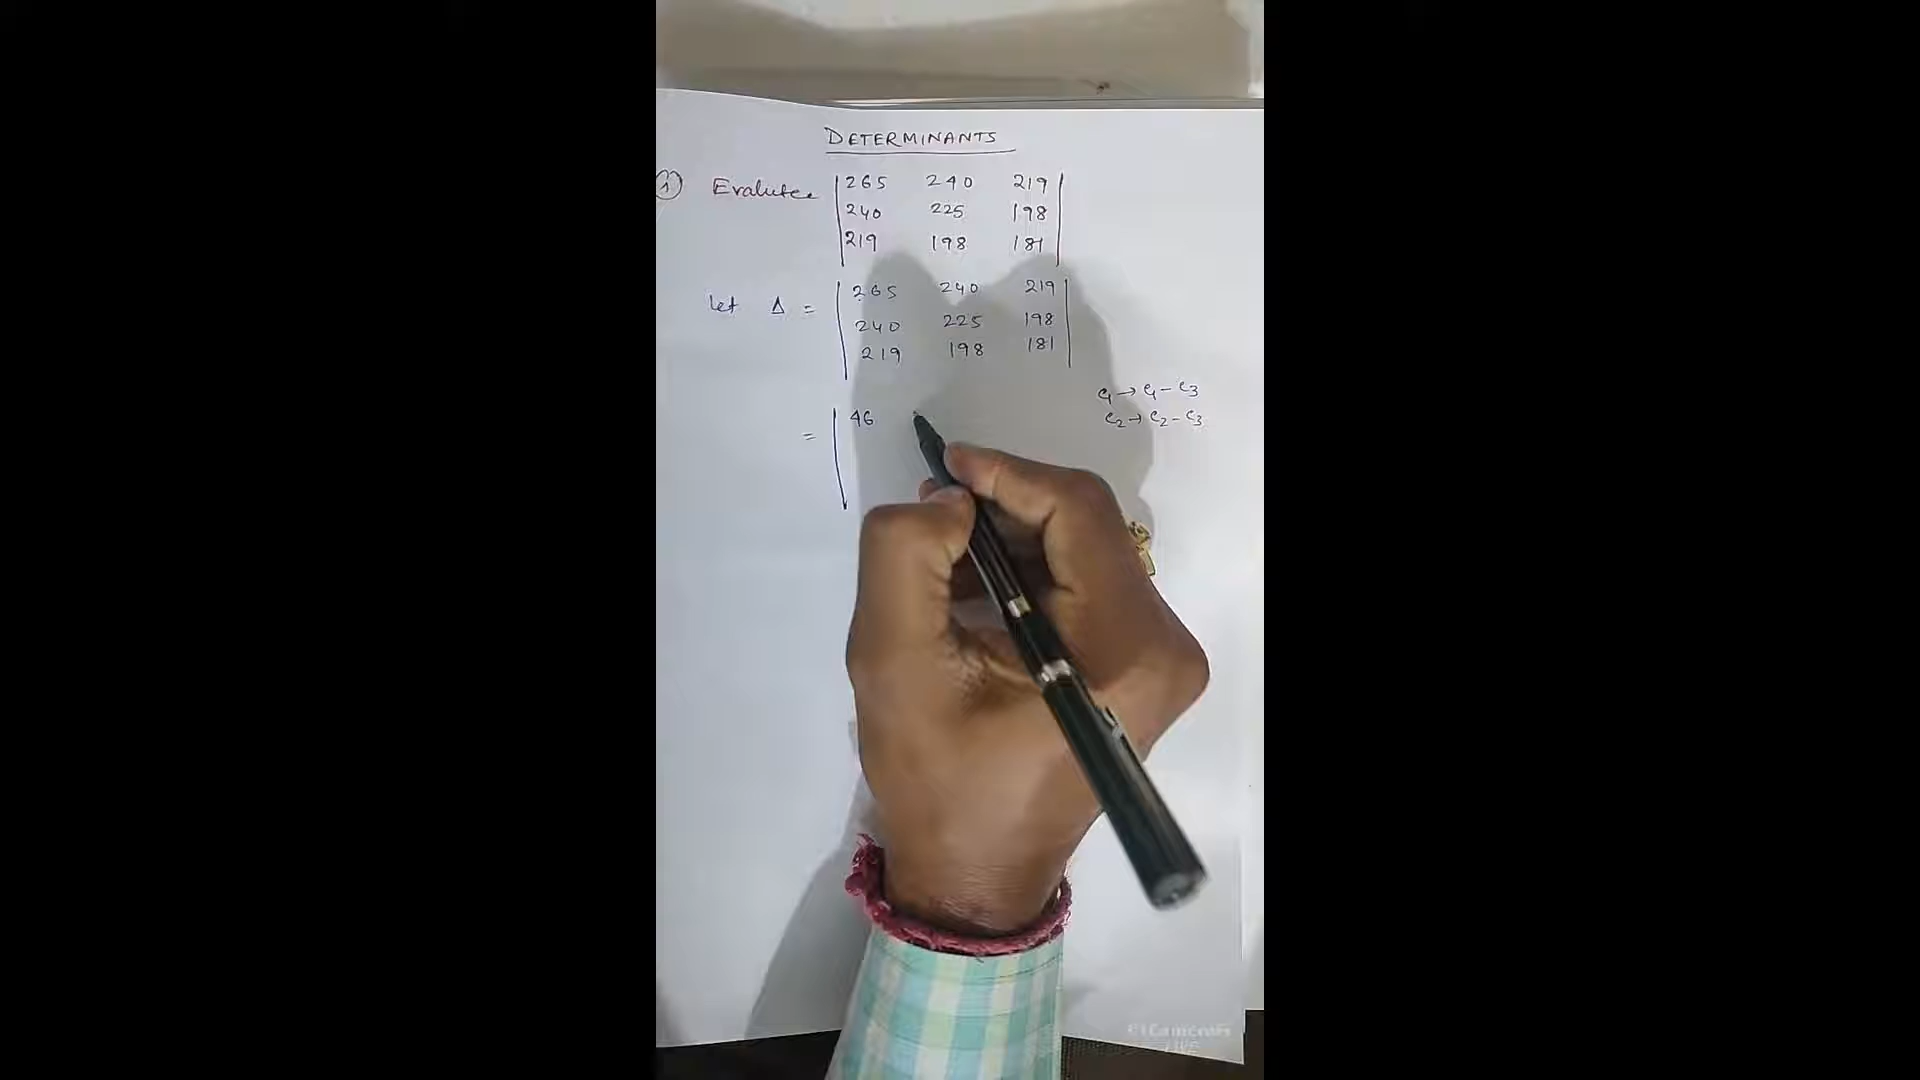 DETERMINANTS
1 Evalutee | 265 240 219 |
| 240 225 198 |
| 219 198 181 |
Let Δ = | 265 240 219 |
| 240 225 198 |
| 219 198 181 |
C₁ → C₁ - C₃
C₂ → C₂ - C₃
= | 46